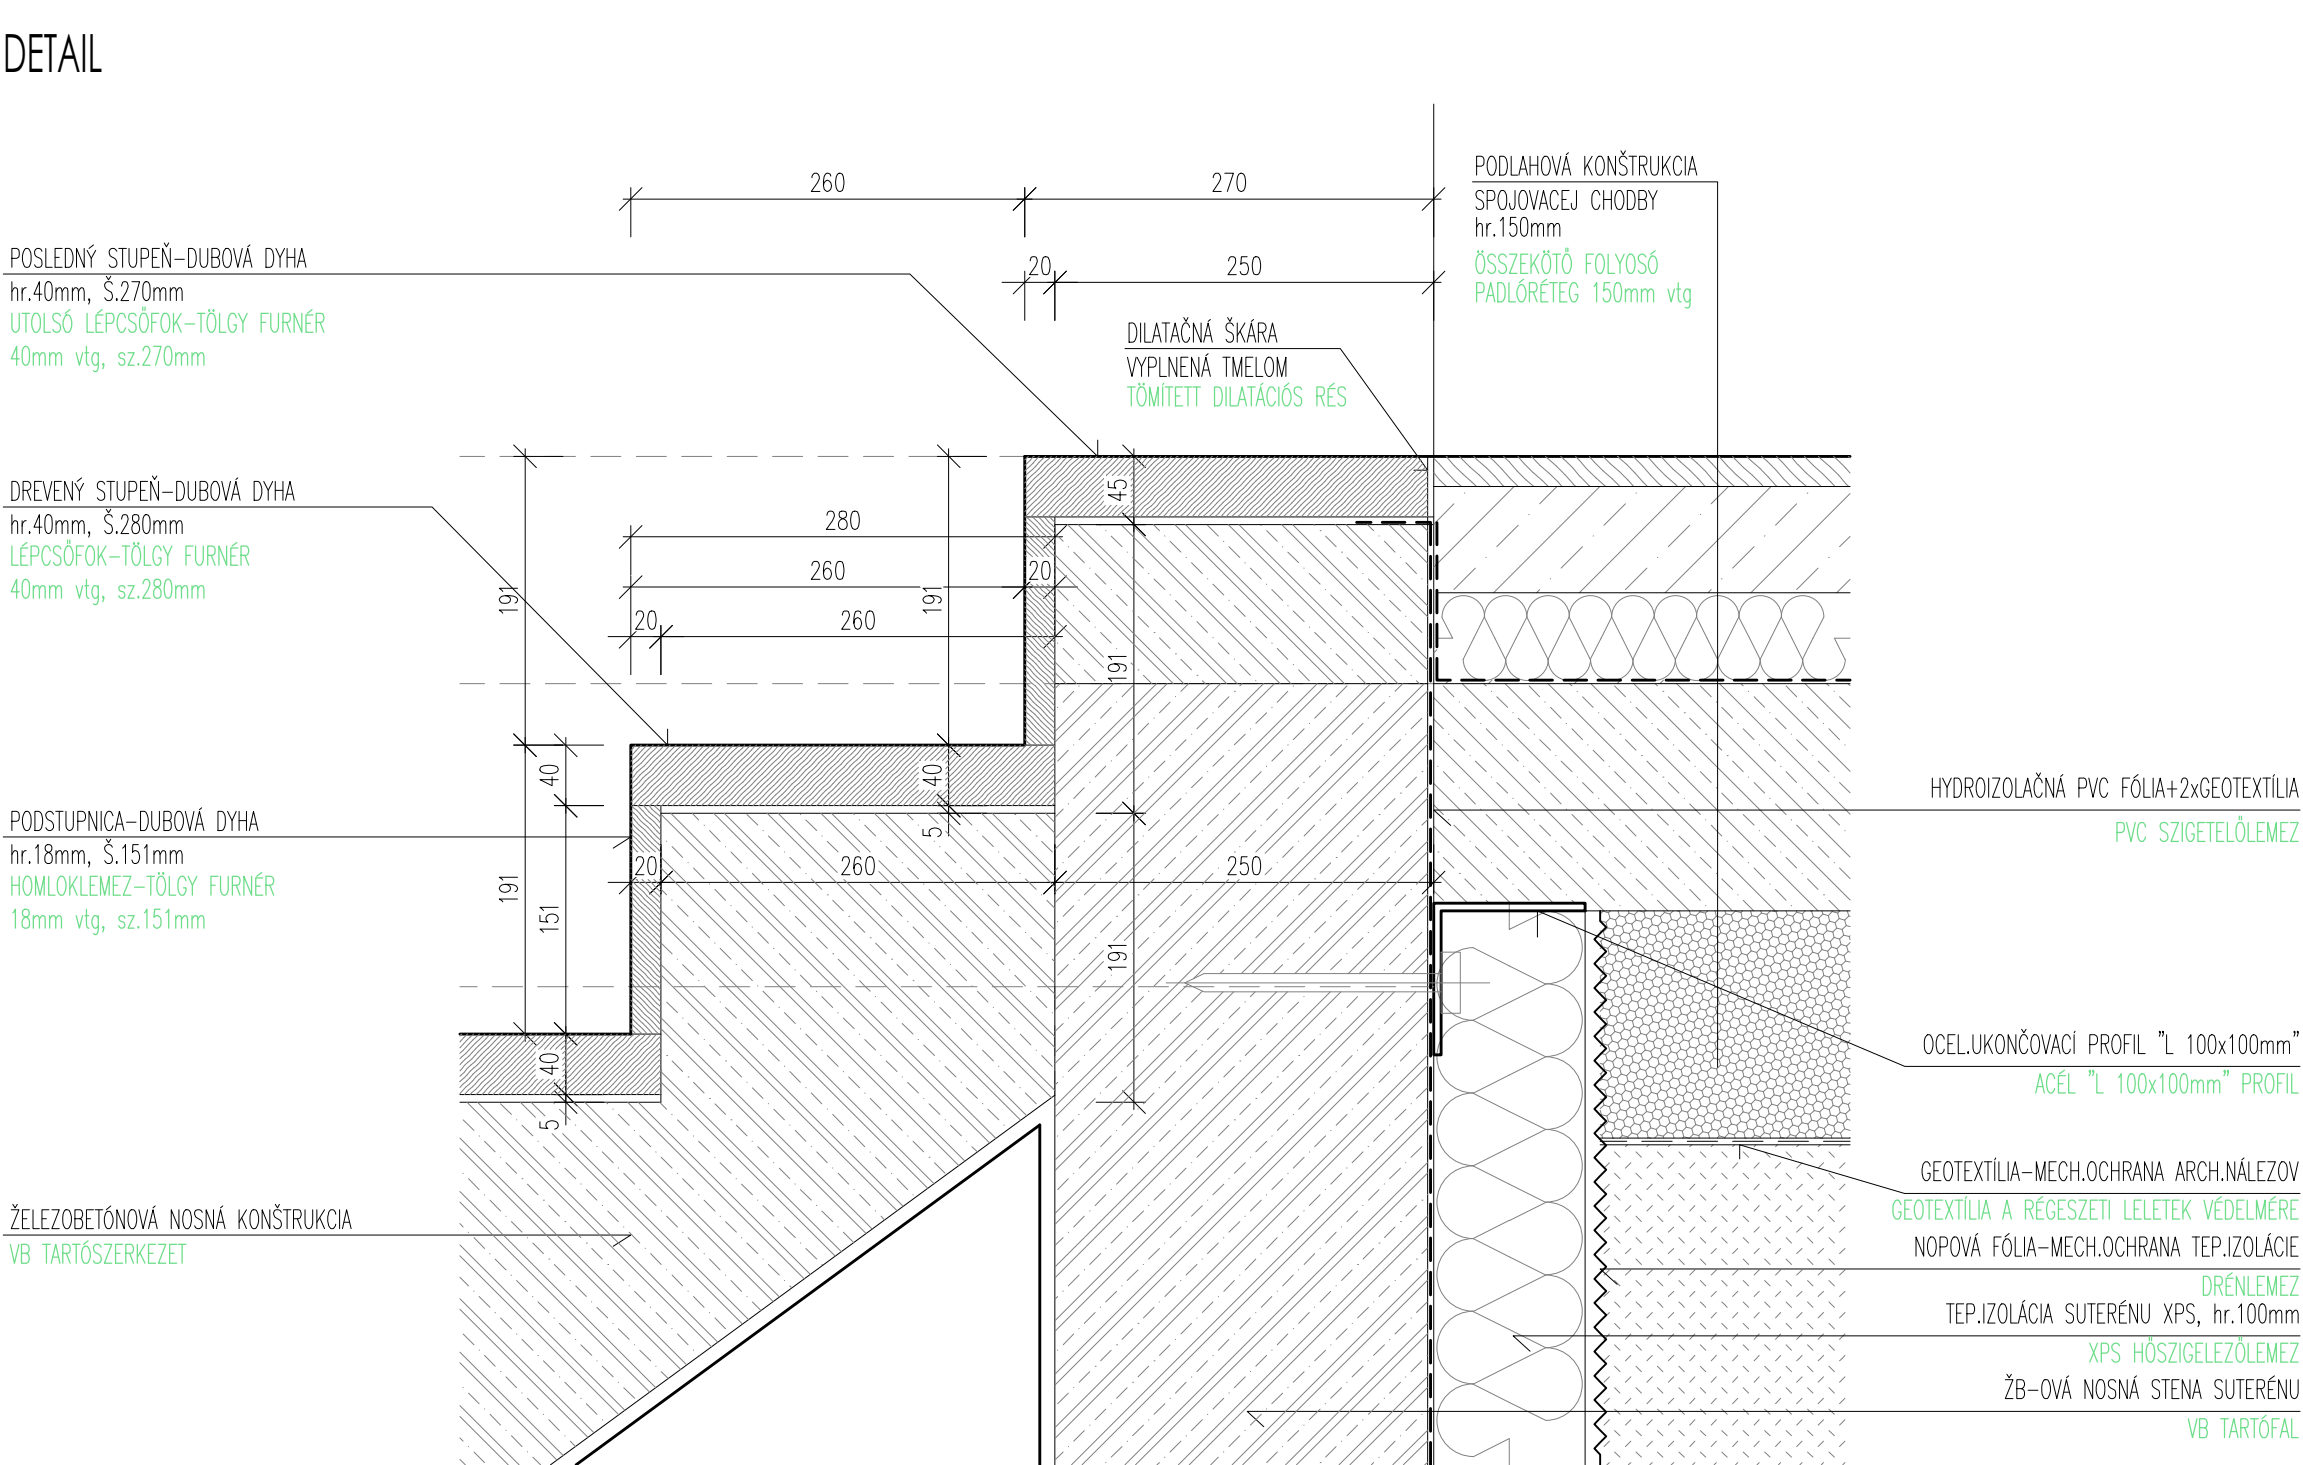 DETAIL
260
270
20
250
PODLAHOVÁ KONŠTRUKCIA
SPOJOVACEJ CHODBY
hr.150mm
ÖSSZEKÖTŐ FOLYOSÓ
PADLÓRÉTEG 150mm vtg
POSLEDNÝ STUPEŇ-DUBOVÁ DYHA
hr.40mm, Š.270mm
UTOLSÓ LÉPCSŐFOK-TÖLGY FURNÉR
40mm vtg, sz.270mm
DILATAČNÁ ŠKÁRA
VYPLNENÁ TMELOM
TÖMÍTETT DILATÁCIÓS RÉS
DREVENÝ STUPEŇ-DUBOVÁ DYHA
hr.40mm, Š.280mm
LÉPCSŐFOK-TÖLGY FURNÉR
40mm vtg, sz.280mm
45
280
260
20
20
260
191
191
191
40
40
5
PODSTUPNICA-DUBOVÁ DYHA
hr.18mm, Š.151mm
HOMLOKLEMEZ-TÖLGY FURNÉR
18mm vtg, sz.151mm
20
260
250
191
151
191
40
5
HYDROIZOLAČNÁ PVC FÓLIA+2xGEOTEXTÍLIA
PVC SZIGETELŐLEMEZ
OCEL.UKONČOVACÍ PROFIL "L 100x100mm"
ACÉL "L 100x100mm" PROFIL
GEOTEXTÍLIA-MECH.OCHRANA ARCH.NÁLEZOV
GEOTEXTÍLIA A RÉGESZETI LELETEK VÉDELMÉRE
NOPOVÁ FÓLIA-MECH.OCHRANA TEP.IZOLÁCIE
DRÉNLEMEZ
TEP.IZOLÁCIA SUTERÉNU XPS, hr.100mm
XPS HŐSZIGELEZŐLEMEZ
ŽB-OVÁ NOSNÁ STENA SUTERÉNU
VB TARTÓFAL
ŽELEZOBETÓNOVÁ NOSNÁ KONŠTRUKCIA
VB TARTÓSZERKEZET